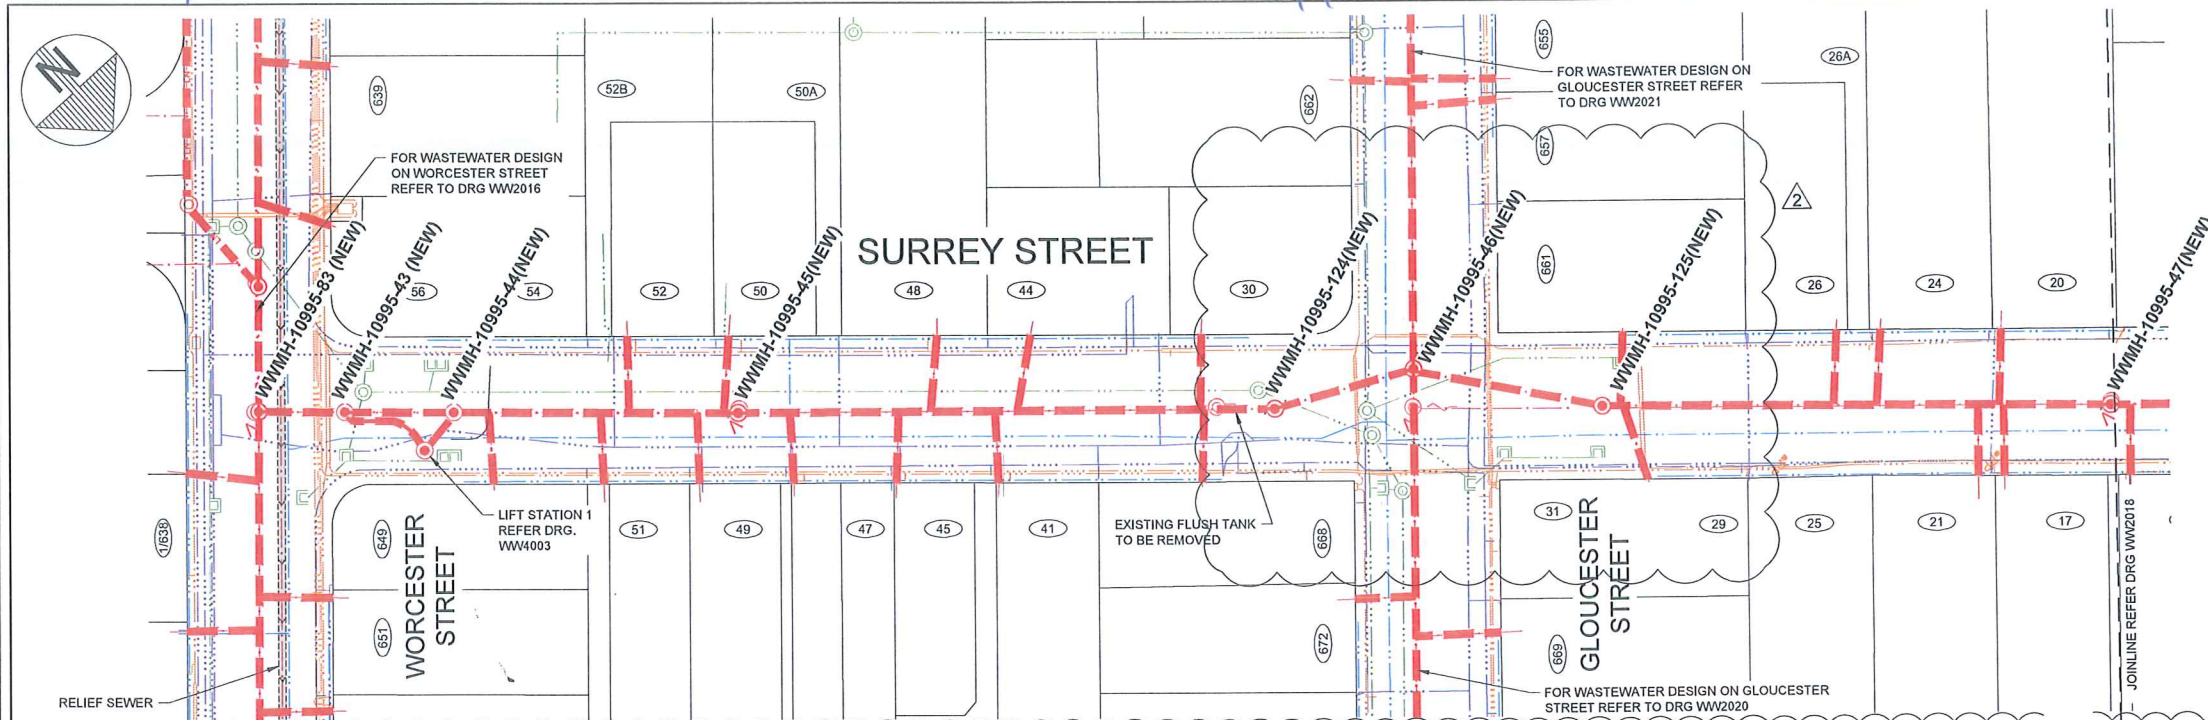 N
639
52B
50A
662
655
FOR WASTEWATER DESIGN ON
GLOUCESTER STREET REFER
TO DRG WW2021
26A
657
2
FOR WASTEWATER DESIGN
ON WORCESTER STREET
REFER TO DRG WW2016
WWMH-10995-83 (NEW)
WWMH-10995-43 (NEW)
WWMH-10995-44(NEW)
WWMH-10995-45(NEW)
SURREY STREET
WWMH-10995-124(NEW)
WWMH-10995-46(NEW)
WWMH-10995-125(NEW)
WWMH-10995-47(NEW)
56
54
52
50
48
44
30
661
26
24
20
1/638
649
LIFT STATION 1
REFER DRG.
WW4003
51
49
47
45
41
EXISTING FLUSH TANK
TO BE REMOVED
668
31
29
25
21
17
WORCESTER
STREET
GLOUCESTER
STREET
651
672
669
JOINLINE REFER DRG WW2018
RELIEF SEWER
FOR WASTEWATER DESIGN ON GLOUCESTER
STREET REFER TO DRG WW2020